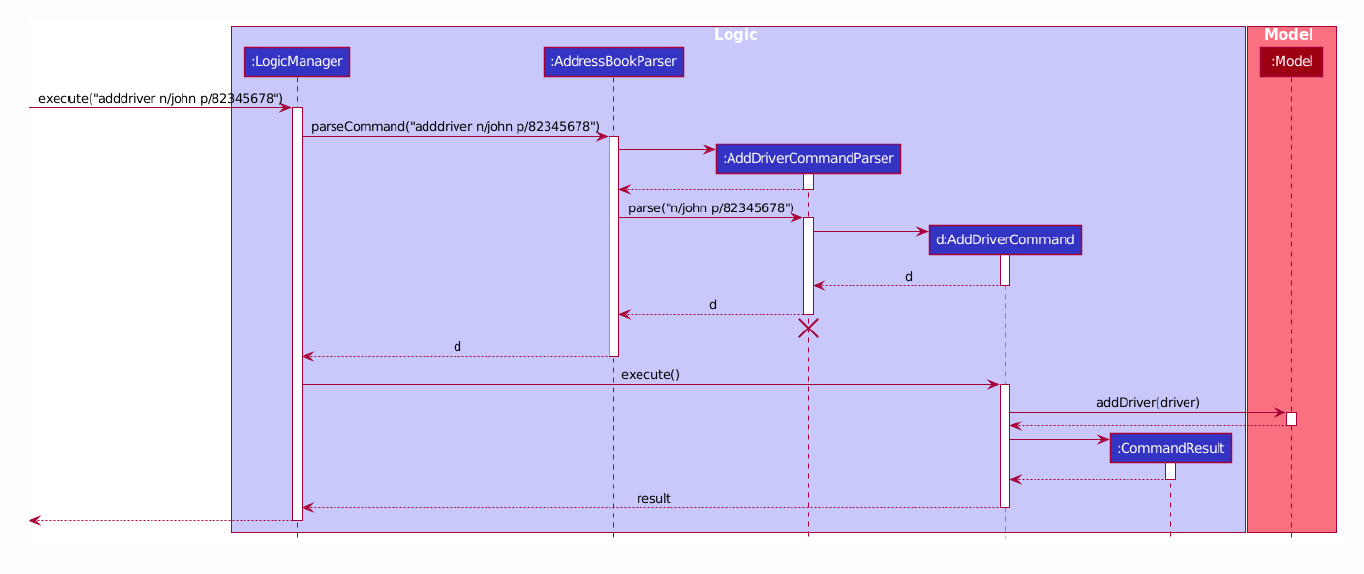 Logic
Model
:LogicManager
:AddressBookParser
:Model
execute("adddriver n/john p/82345678")
parseCommand("adddriver n/john p/82345678")
:AddDriverCommandParser
parse("n/john p/82345678")
d:AddDriverCommand
d
d
d
execute()
addDriver(driver)
:CommandResult
result